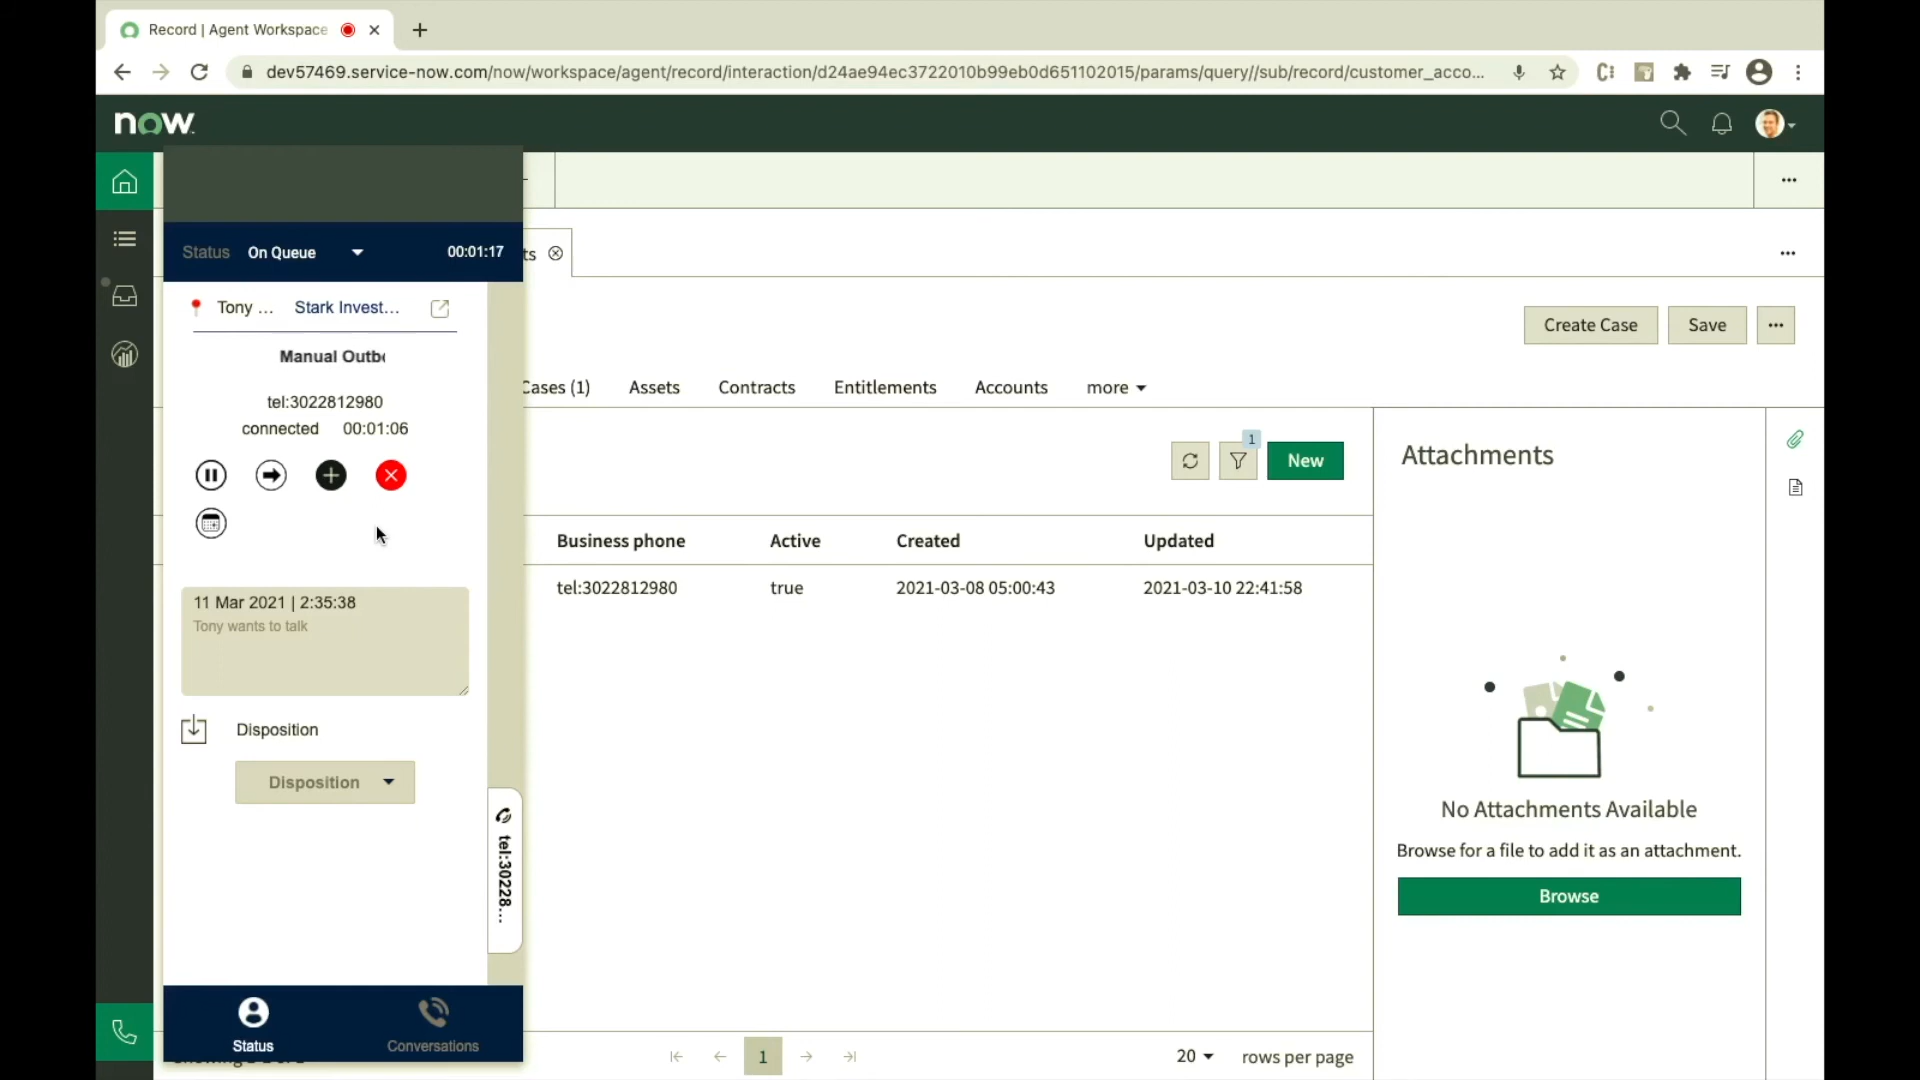 Record | Agent Workspace
dev57469.service-now.com/now/workspace/agent/record/interaction/d24ae94ec3722010b99eb0d651102015/params/query//sub/record/customer_acco...
now.
Status On Queue 00:01:17
ts
Tony ... Stark Invest...
Create Case Save
Manual Outb
Cases (1) Assets Contracts Entitlements Accounts more
tel:3022812980
connected 00:01:06
1
New
Attachments
Business phone Active Created Updated
tel:3022812980 true 2021-03-08 05:00:43 2021-03-10 22:41:58
11 Mar 2021 | 2:35:38
Tony wants to talk
Disposition
Disposition
tel:30228...
No Attachments Available
Browse for a file to add it as an attachment.
Browse
Status Conversations
1 20 rows per page